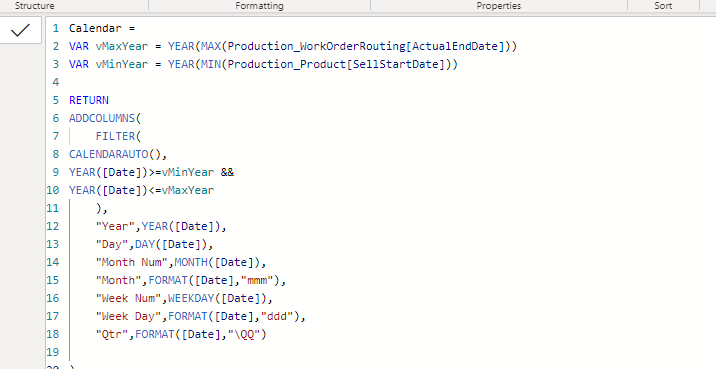 Structure
Formatting
Properties
Sort
1 Calendar =
2 VAR vMaxYear = YEAR(MAX(Production_WorkOrderRouting[ActualEndDate]))
3 VAR vMinYear = YEAR(MIN(Production_Product[SellStartDate]))
4
5 RETURN
6 ADDCOLUMNS(
7 FILTER(
8 CALENDARAUTO(),
9 YEAR([Date])>=vMinYear &&
10 YEAR([Date])<=vMaxYear
11 ),
12 "Year",YEAR([Date]),
13 "Day",DAY([Date]),
14 "Month Num",MONTH([Date]),
15 "Month",FORMAT([Date],"mmm"),
16 "Week Num",WEEKDAY([Date]),
17 "Week Day",FORMAT([Date],"ddd"),
18 "Qtr",FORMAT([Date],"\QQ")
19
20 )